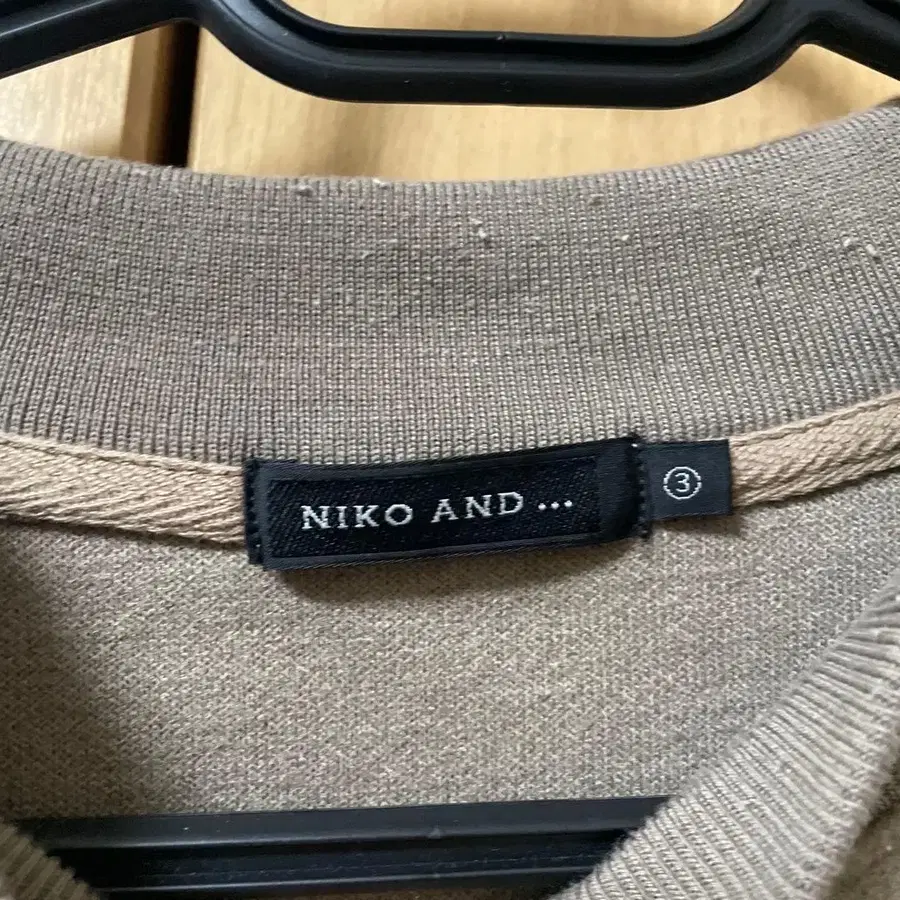 NIKO AND ...
③